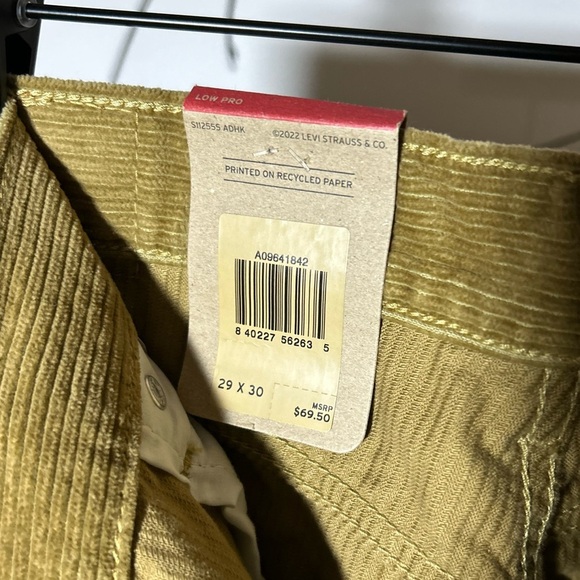 LOW PRO
S112555 ADHK ©2022 LEVI STRAUSS & CO.
PRINTED ON RECYCLED PAPER
A09641842
8 40227 56263 5
29 X 30
MSRP
$69.50